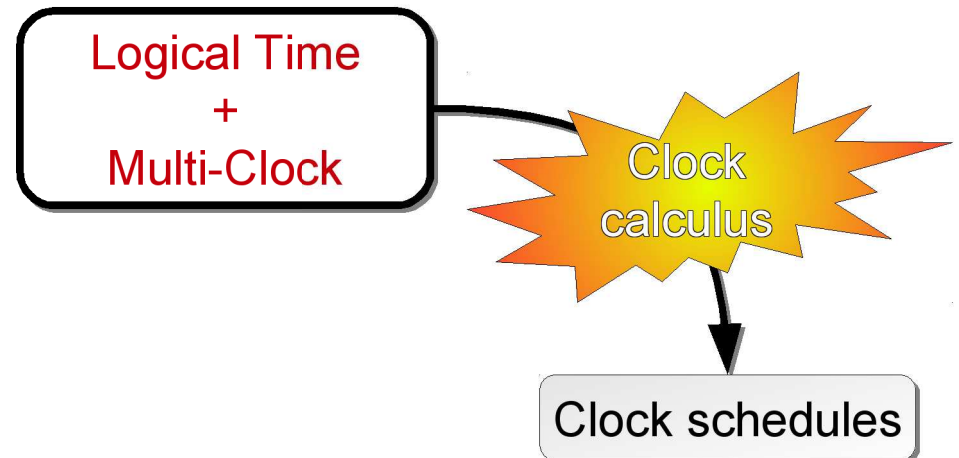 Logical Time
+
Multi-Clock
Clock
calculus
Clock schedules